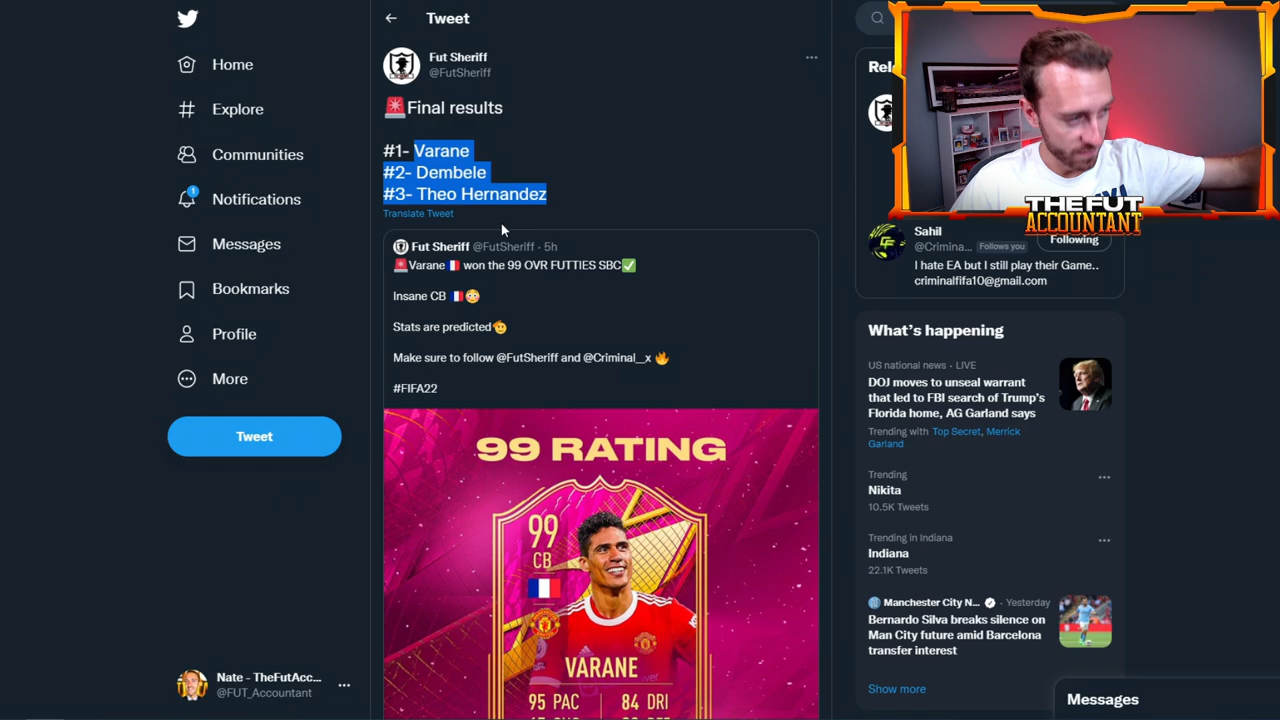 Home
Explore
Communities
Notifications
1
Messages
Bookmarks
Profile
More
Tweet
Nate - TheFutAcc...
@FUT_Accountant
Tweet
Fut Sheriff
@FutSheriff
🚨Final results
#1- Varane
#2- Dembele
#3- Theo Hernandez
Translate Tweet
Fut Sheriff @FutSheriff · 5h
🚨Varane🇫🇷 won the 99 OVR FUTTIES SBC✅
Insane CB 🇫🇷😳
Stats are predicted🫡
Make sure to follow @FutSheriff and @Criminal__x 🔥
#FIFA22
99 RATING
99
CB
VARANE
95 PAC
84 DRI
THE FUT
ACCOUNTANT
Sahil
@Crimina... Follows you
Following
I hate EA but I still play their Game..
criminalfifa10@gmail.com
What's happening
US national news · LIVE
DOJ moves to unseal warrant
that led to FBI search of Trump's
Florida home, AG Garland says
Trending with Top Secret, Merrick
Garland
Trending
Nikita
10.5K Tweets
Trending in Indiana
Indiana
22.1K Tweets
Manchester City N... · Yesterday
Bernardo Silva breaks silence on
Man City future amid Barcelona
transfer interest
Show more
Messages